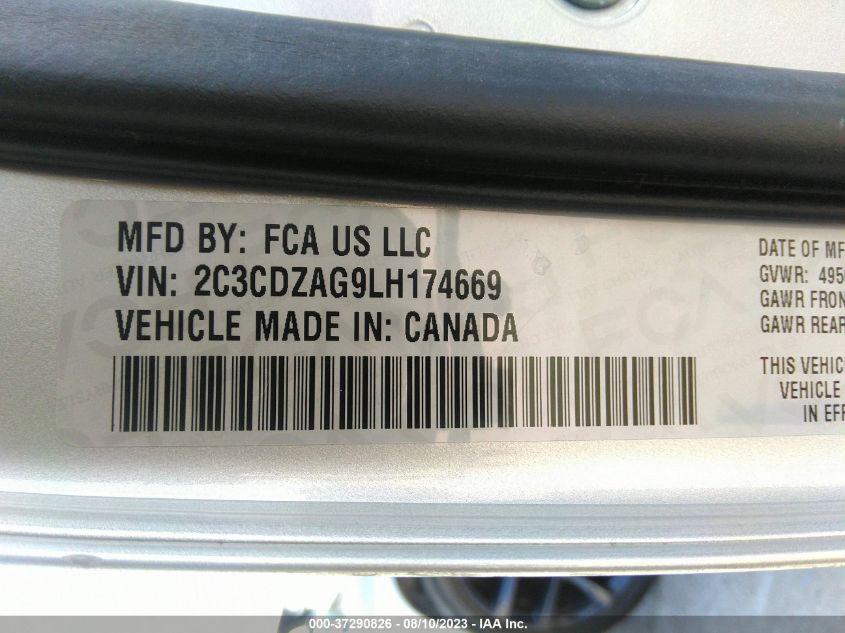 MFD BY: FCA US LLC
VIN: 2C3CDZAG9LH174669
VEHICLE MADE IN: CANADA
DATE OF MF
GVWR: 495
GAWR FRON
GAWR REAR
THIS VEHIC
VEHICLE
IN EFF
000-37290826 - 08/10/2023 - IAA Inc.